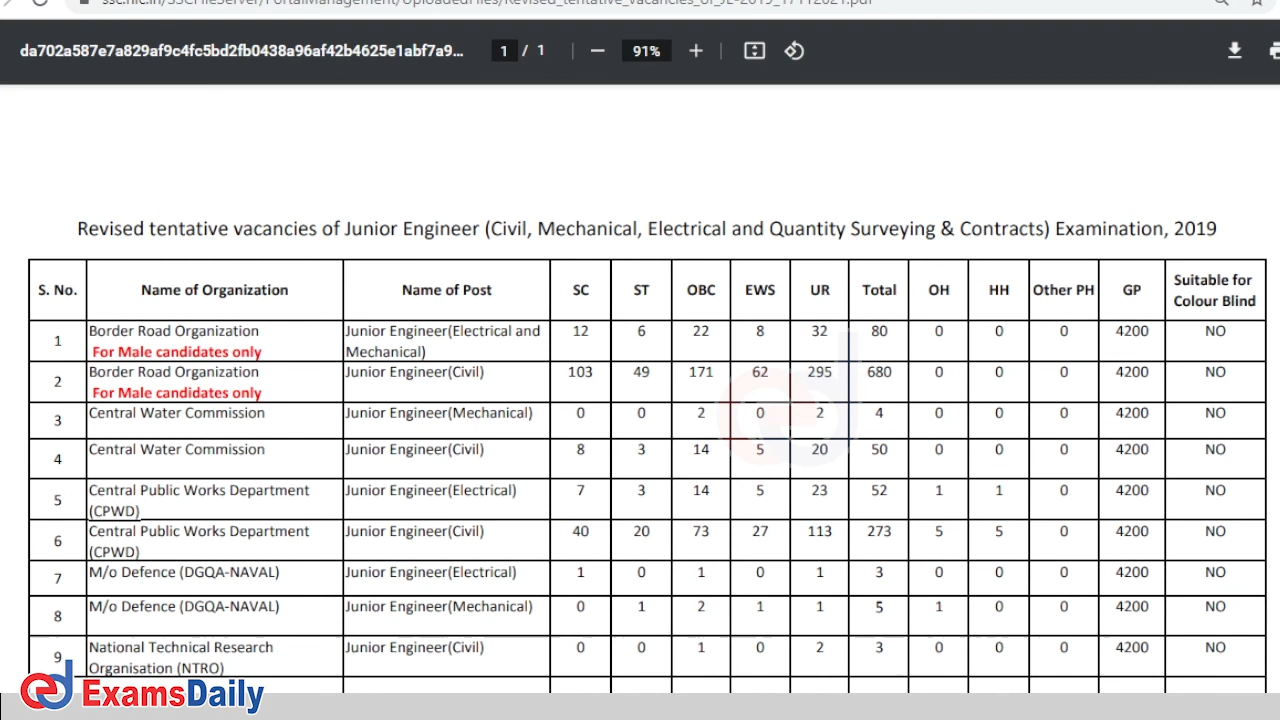 ssc.nic.in/SSCFileServer/PortalManagement/UploadedFiles/Revised_tentative_vacancies_of_JE-2019_17112021.pdf
da702a587e7a829af9c4fc5bd2fb0438a96af42b4625e1abf7a9... 1 / 1 — 91% +
Revised tentative vacancies of Junior Engineer (Civil, Mechanical, Electrical and Quantity Surveying & Contracts) Examination, 2019
S. No. Name of Organization Name of Post SC ST OBC EWS UR Total OH HH Other PH GP Suitable for Colour Blind
1 Border Road Organization For Male candidates only Junior Engineer(Electrical and Mechanical) 12 6 22 8 32 80 0 0 0 4200 NO
2 Border Road Organization For Male candidates only Junior Engineer(Civil) 103 49 171 62 295 680 0 0 0 4200 NO
3 Central Water Commission Junior Engineer(Mechanical) 0 0 2 0 2 4 0 0 0 4200 NO
4 Central Water Commission Junior Engineer(Civil) 8 3 14 5 20 50 0 0 0 4200 NO
5 Central Public Works Department (CPWD) Junior Engineer(Electrical) 7 3 14 5 23 52 1 1 0 4200 NO
6 Central Public Works Department (CPWD) Junior Engineer(Civil) 40 20 73 27 113 273 5 5 0 4200 NO
7 M/o Defence (DGQA-NAVAL) Junior Engineer(Electrical) 1 0 1 0 1 3 0 0 0 4200 NO
8 M/o Defence (DGQA-NAVAL) Junior Engineer(Mechanical) 0 1 2 1 1 5 1 0 0 4200 NO
9 National Technical Research Organisation (NTRO) Junior Engineer(Civil) 0 0 1 0 2 3 0 0 0 4200 NO
ExamsDaily